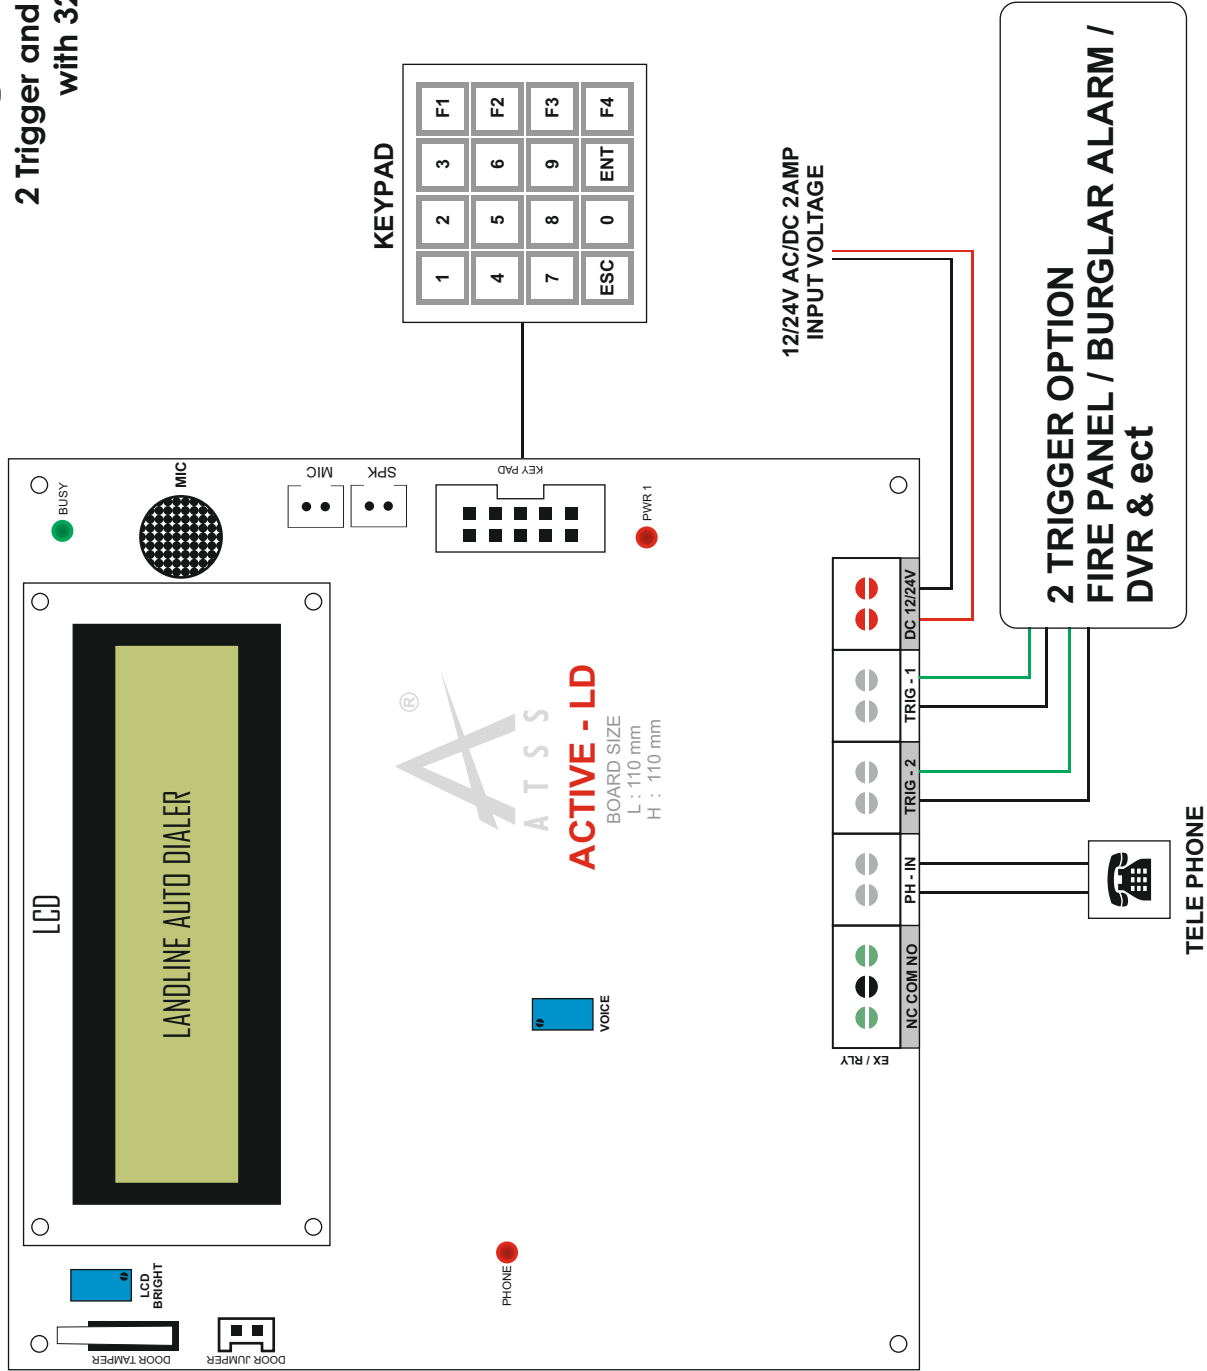 2 Trigger and
with 32
KEYPAD
1 2 3 F1
4 5 6 F2
7 8 9 F3
ESC 0 ENT F4
12/24V AC/DC 2AMP
INPUT VOLTAGE
2 TRIGGER OPTION
FIRE PANEL / BURGLAR ALARM /
DVR & ect
LCD
LANDLINE AUTO DIALER
BUSY
MIC
MIC
SPK
KEY PAD
PWR 1
LCD
BRIGHT
DOOR TAMPER
DOOR JUMPER
PHONE
VOICE
®
ATSS
ACTIVE - LD
BOARD SIZE
L : 110 mm
H : 110 mm
EX / RLY
NC COM NO
PH - IN
TRIG - 2
TRIG - 1
DC 12/24V
TELE PHONE